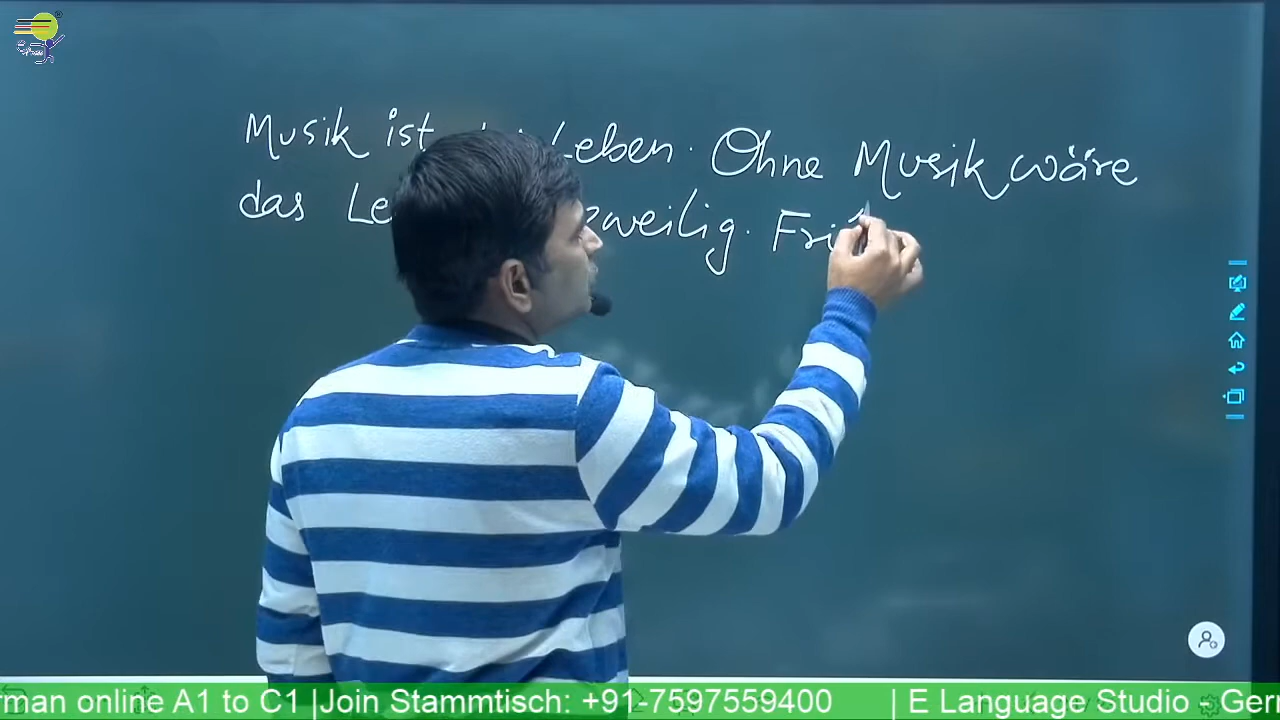 Musik ist Leben. Ohne Musik wäre
das Le zweilig. Fri
rman online A1 to C1 |Join Stammtisch: +91-7597559400 | E Language Studio - Ger